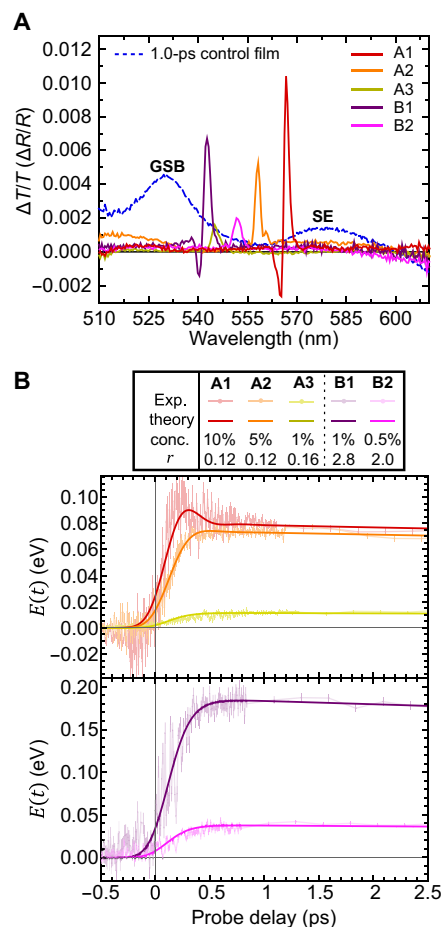 A
1.0-ps control film
A1
A2
A3
B1
B2
GSB
SE
ΔT/T (ΔR/R)
0.012
0.010
0.008
0.006
0.004
0.002
0.000
−0.002
510 525 540 555 570 585 600
Wavelength (nm)
B
A1 A2 A3 B1 B2
Exp.
theory
conc. 10% 5% 1% 1% 0.5%
r 0.12 0.12 0.16 2.8 2.0
E(t) (eV)
0.10
0.08
0.06
0.04
0.02
0.00
−0.02
E(t) (eV)
0.20
0.15
0.10
0.05
0.00
−0.5 0 0.5 1.0 1.5 2.0 2.5
Probe delay (ps)